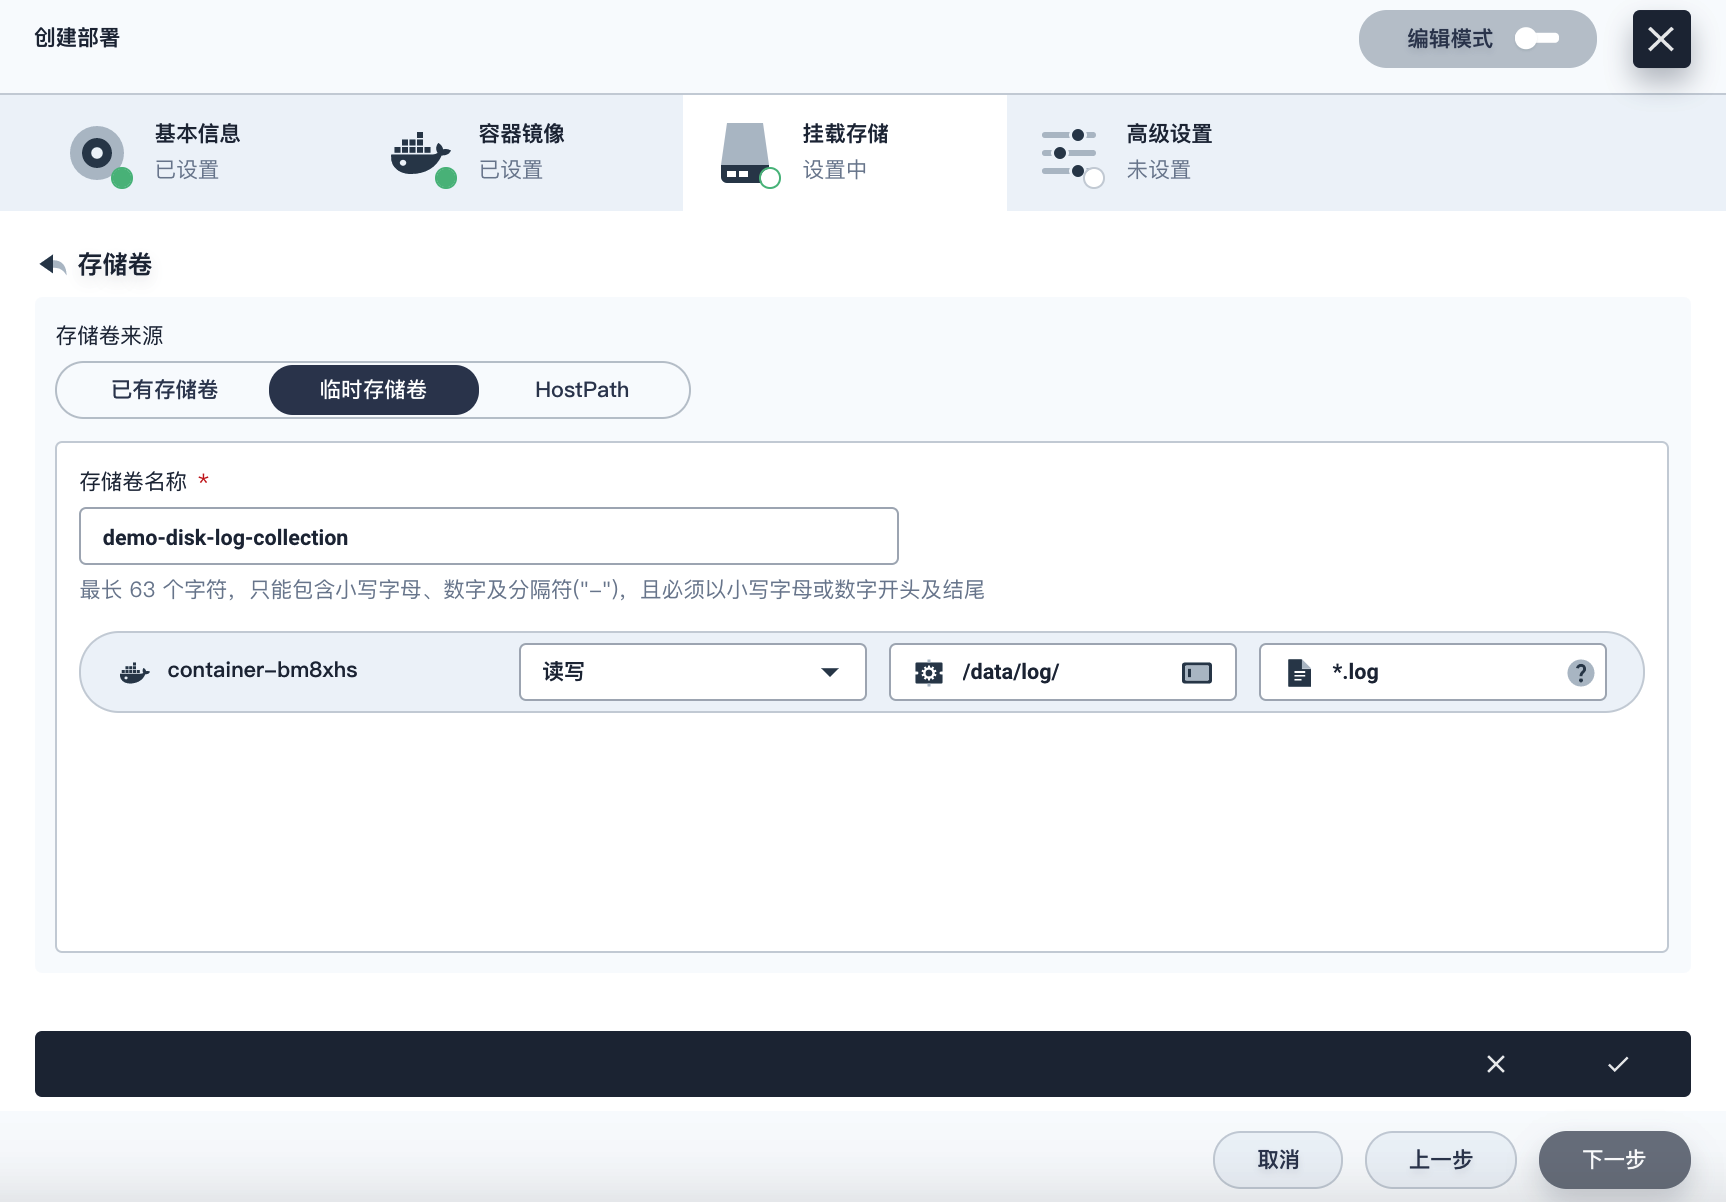 创建部署
编辑模式
基本信息
已设置
容器镜像
已设置
挂载存储
设置中
高级设置
未设置
存储卷
存储卷来源
已有存储卷
临时存储卷
HostPath
存储卷名称 *
demo-disk-log-collection
最长 63 个字符，只能包含小写字母、数字及分隔符("-")，且必须以小写字母或数字开头及结尾
container-bm8xhs
读写
/data/log/
*.log
?
取消
上一步
下一步